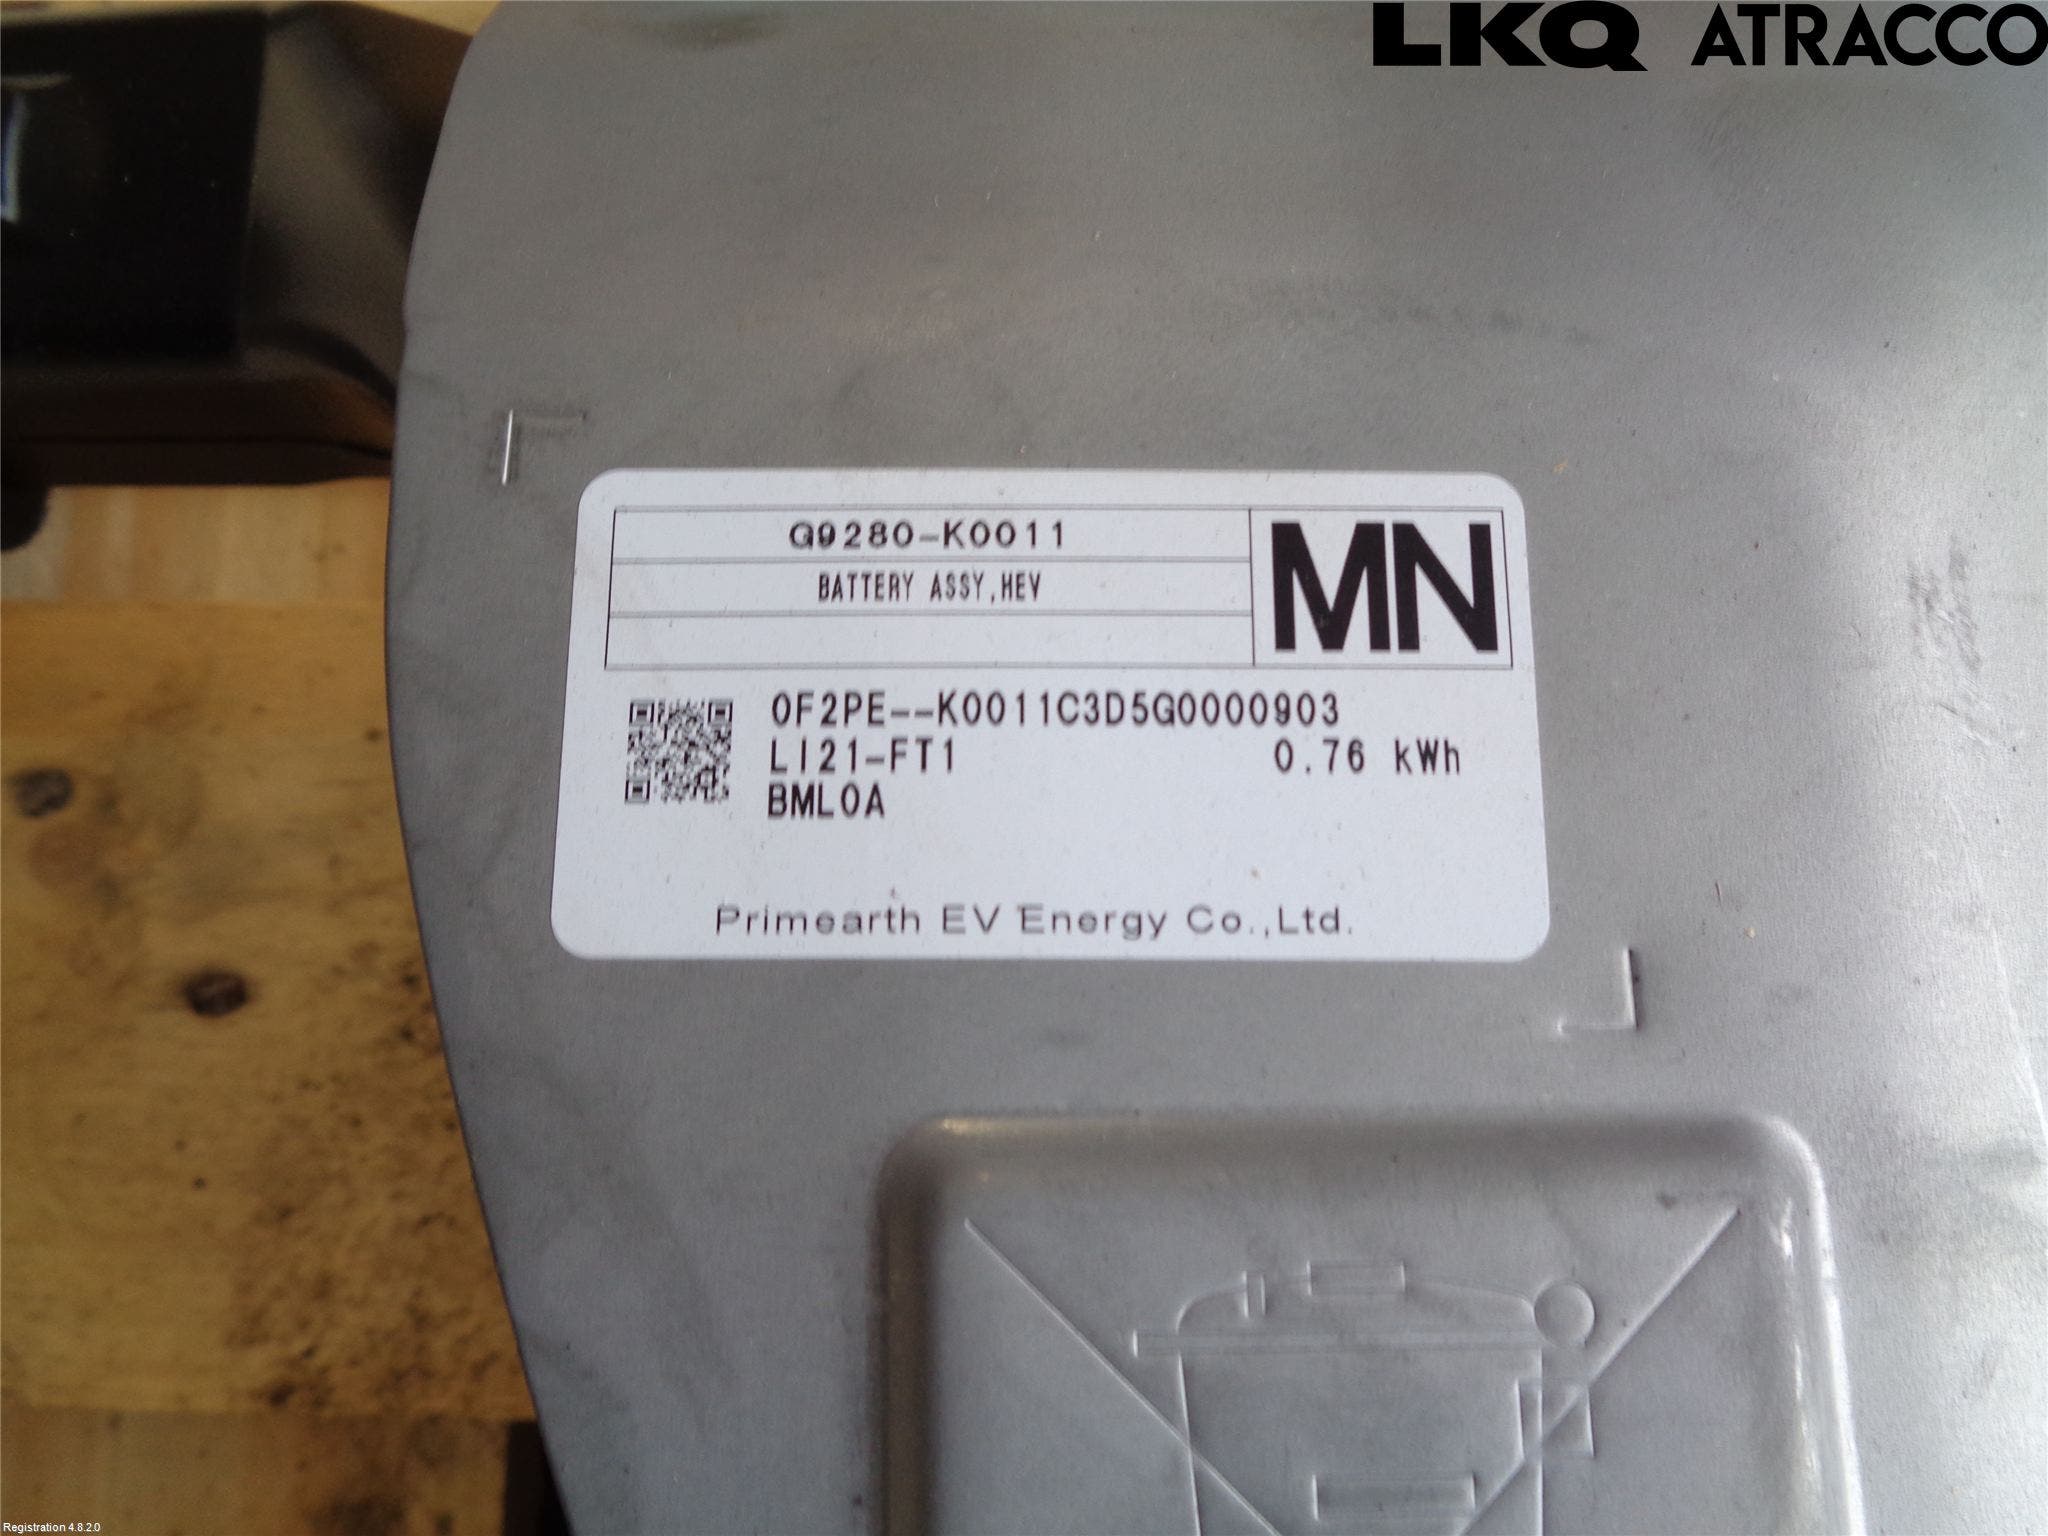 LKQ ATRACCO
G9280-K0011
BATTERY ASSY,HEV
MN
0F2PE--K0011C3D5G0000903
LI21-FT1 0.76 kWh
BML0A
Primearth EV Energy Co.,Ltd.
Registration 4.8.2.0